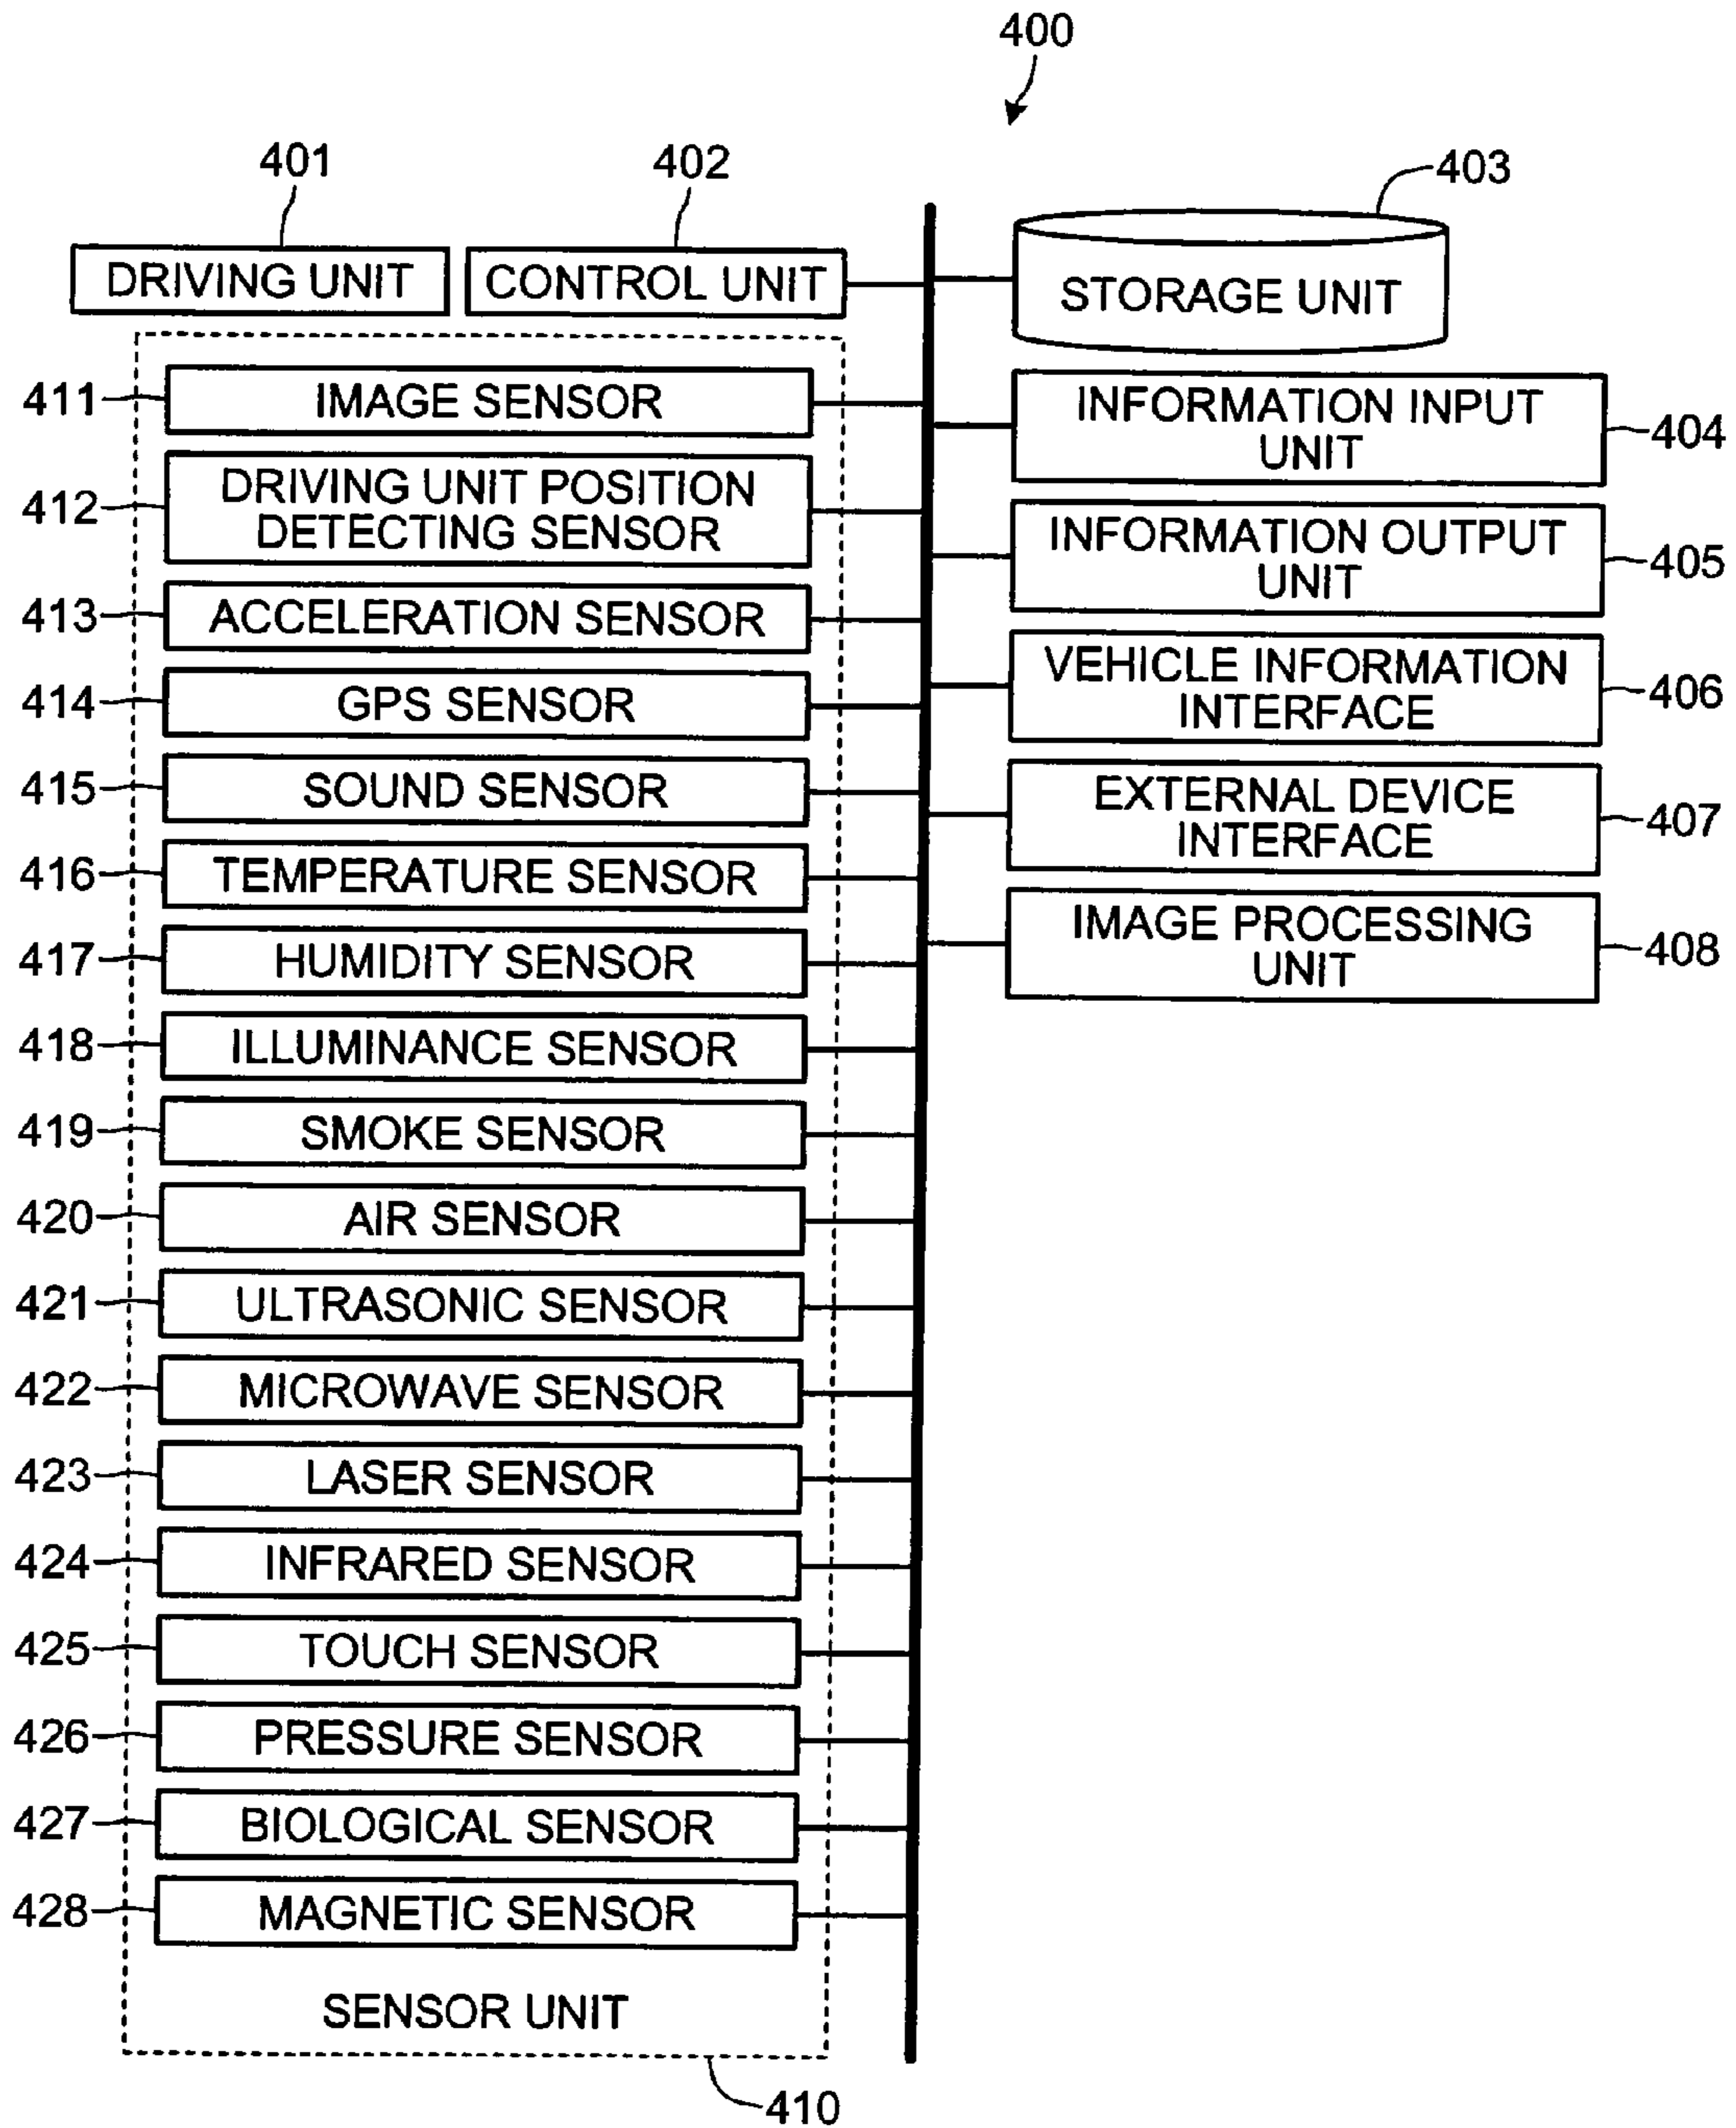 400
401
402
403
DRIVING UNIT
CONTROL UNIT
STORAGE UNIT
411
IMAGE SENSOR
412
DRIVING UNIT POSITION
DETECTING SENSOR
413
ACCELERATION SENSOR
414
GPS SENSOR
415
SOUND SENSOR
416
TEMPERATURE SENSOR
417
HUMIDITY SENSOR
418
ILLUMINANCE SENSOR
419
SMOKE SENSOR
420
AIR SENSOR
421
ULTRASONIC SENSOR
422
MICROWAVE SENSOR
423
LASER SENSOR
424
INFRARED SENSOR
425
TOUCH SENSOR
426
PRESSURE SENSOR
427
BIOLOGICAL SENSOR
428
MAGNETIC SENSOR
SENSOR UNIT
410
INFORMATION INPUT
UNIT
404
INFORMATION OUTPUT
UNIT
405
VEHICLE INFORMATION
INTERFACE
406
EXTERNAL DEVICE
INTERFACE
407
IMAGE PROCESSING
UNIT
408